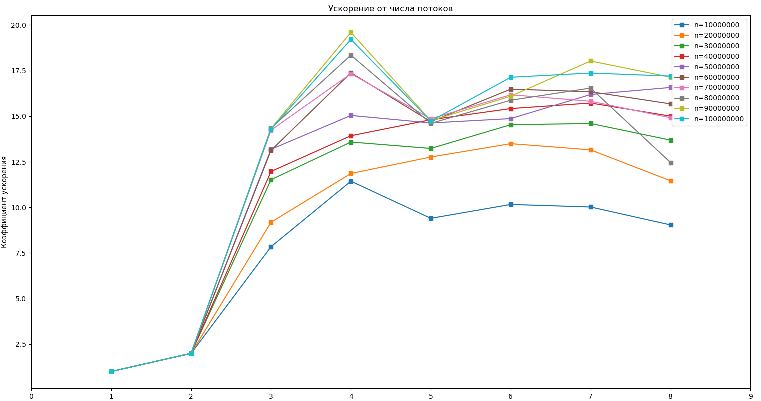 Ускорение от числа потоков
Коэффициент ускорения
20.0
17.5
15.0
12.5
10.0
7.5
5.0
2.5
0 1 2 3 4 5 6 7 8 9
n=10000000
n=20000000
n=30000000
n=40000000
n=50000000
n=60000000
n=70000000
n=80000000
n=90000000
n=100000000